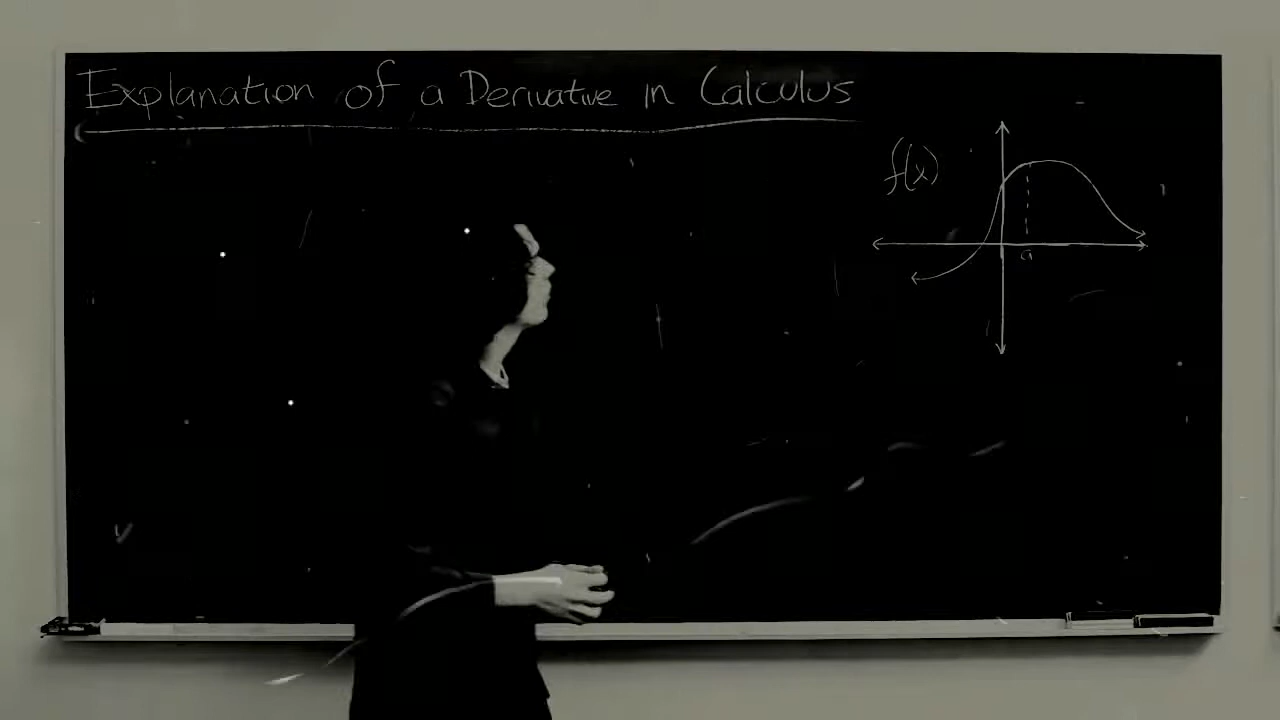 Explanation of a Derivative in Calculus
f(x)
a